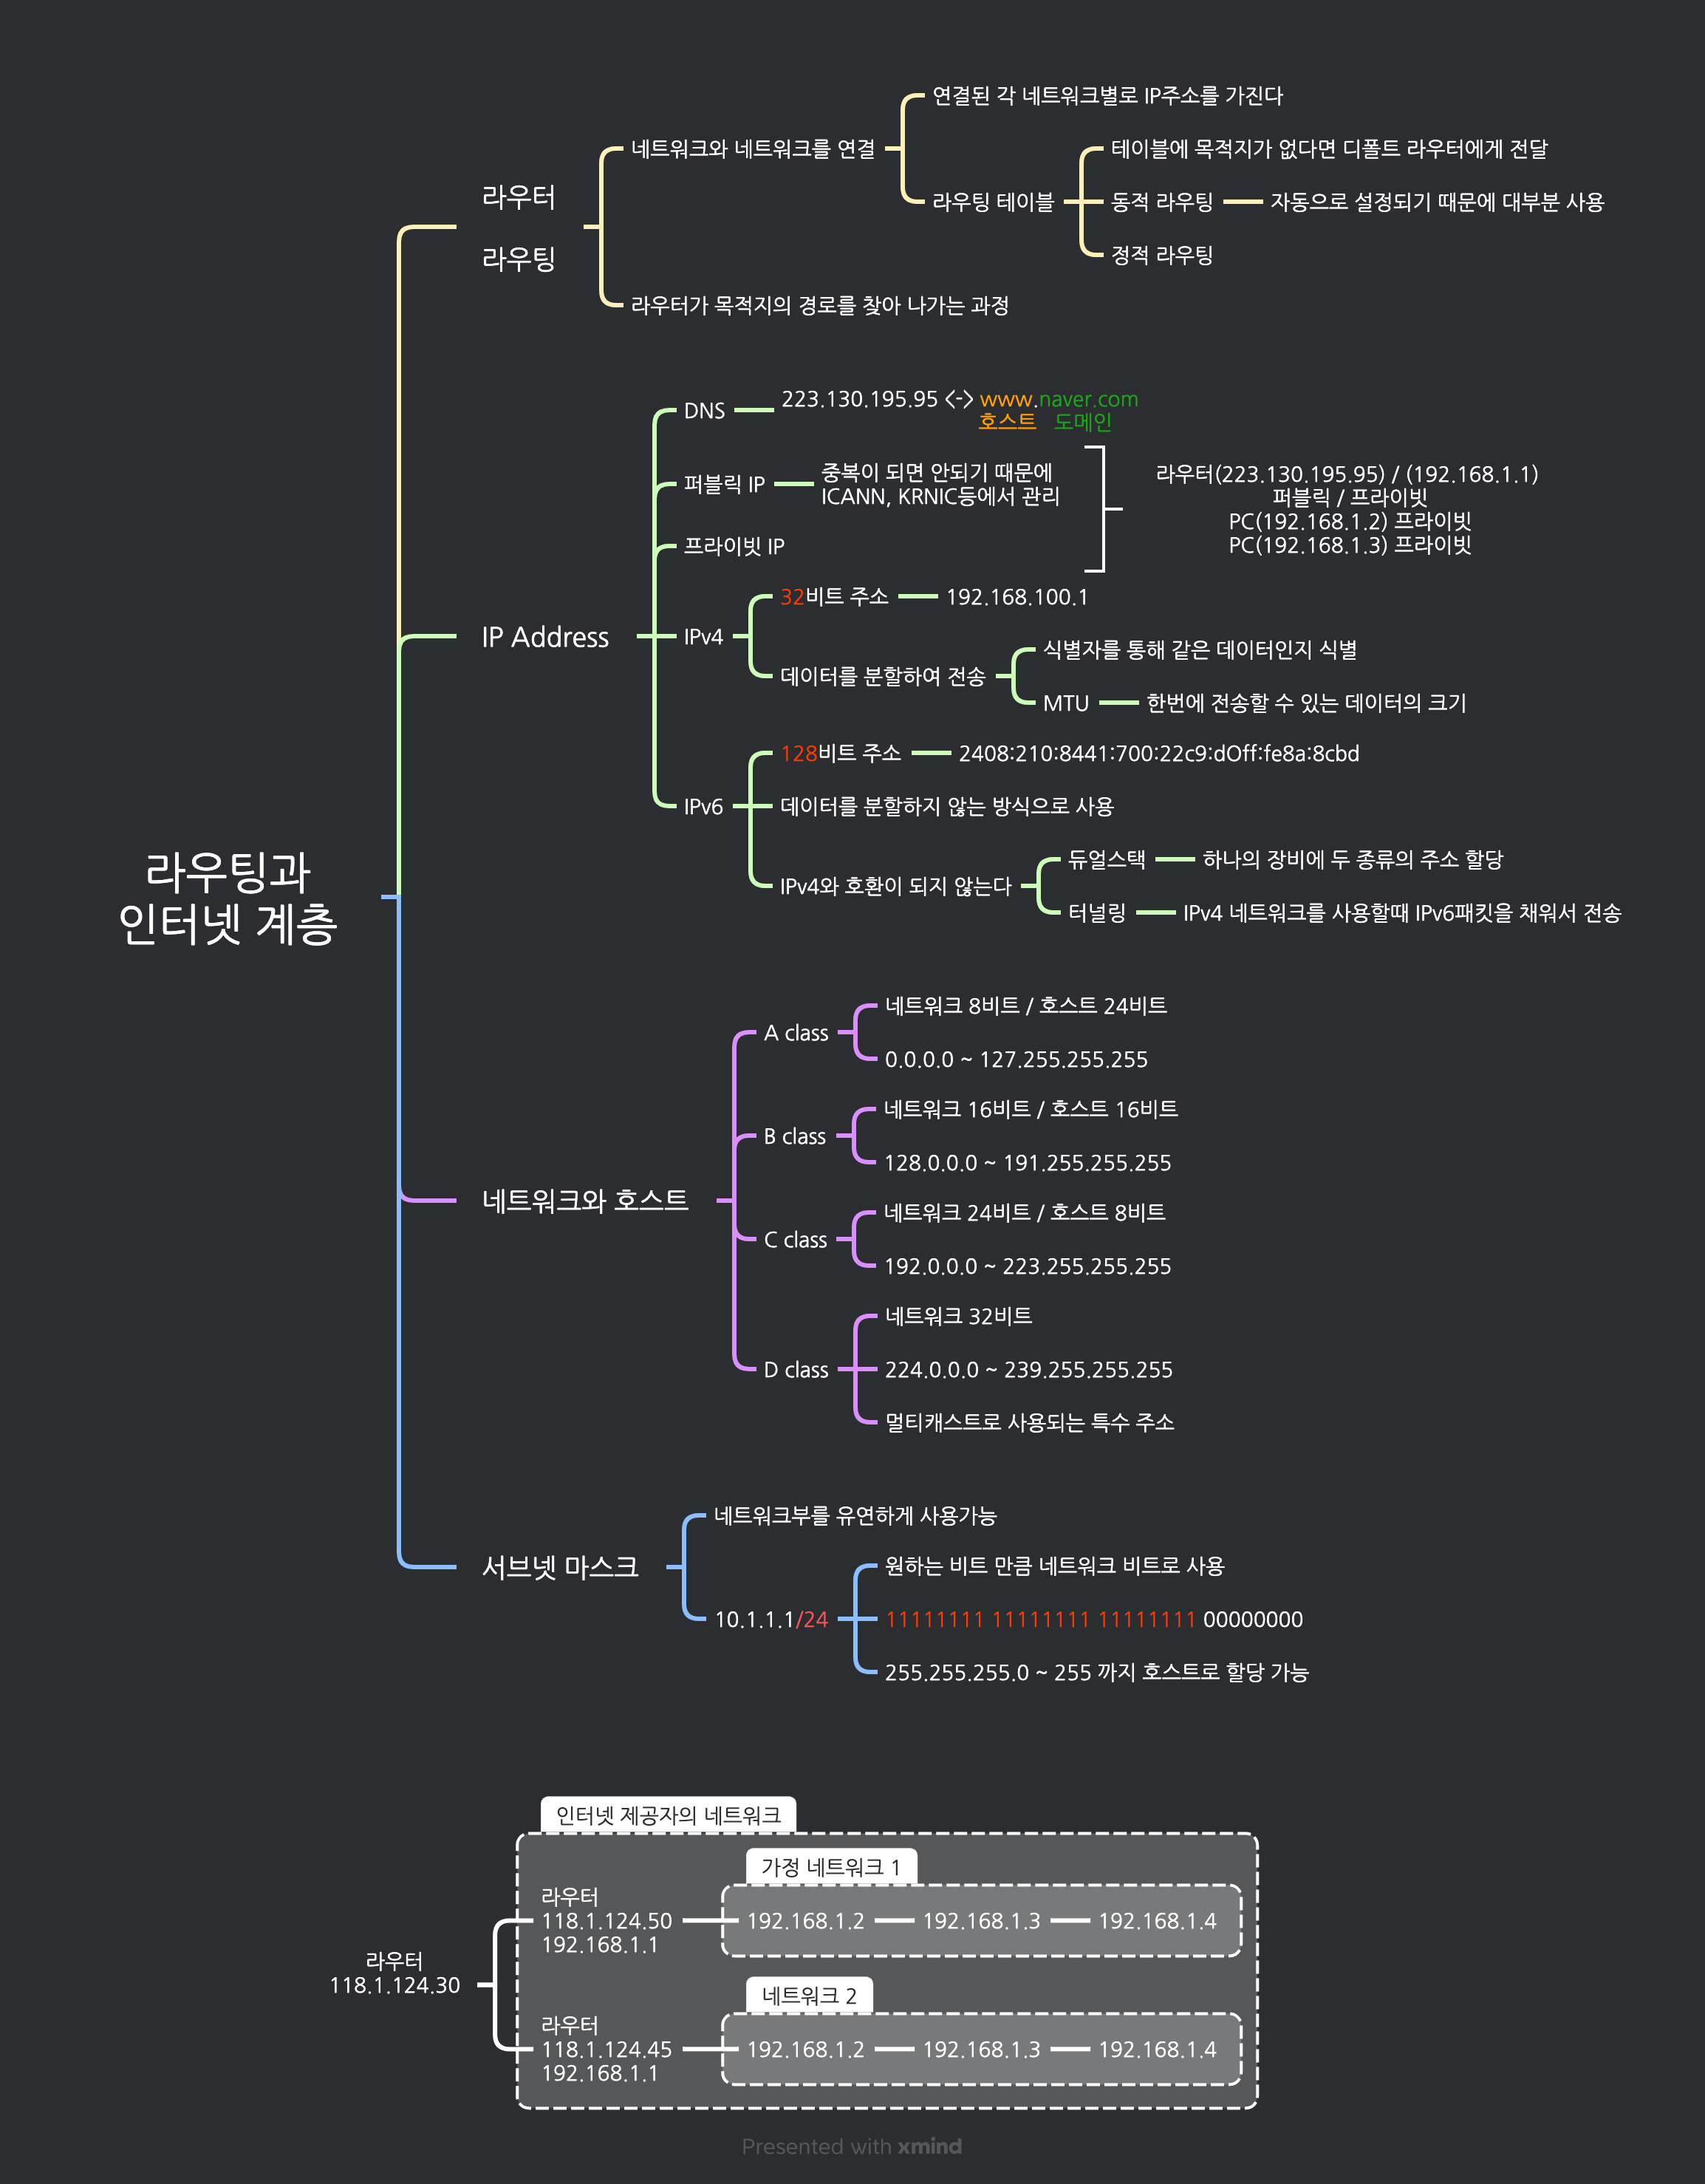 라우팅과
인터넷 계층
라우터
라우팅
네트워크와 네트워크를 연결
연결된 각 네트워크별로 IP주소를 가진다
라우팅 테이블
테이블에 목적지가 없다면 디폴트 라우터에게 전달
동적 라우팅
자동으로 설정되기 때문에 대부분 사용
정적 라우팅
라우터가 목적지의 경로를 찾아 나가는 과정
IP Address
DNS
223.130.195.95 <-> www.naver.com
호스트 도메인
퍼블릭 IP
중복이 되면 안되기 때문에
ICANN, KRNIC등에서 관리
프라이빗 IP
라우터(223.130.195.95) / (192.168.1.1)
퍼블릭 / 프라이빗
PC(192.168.1.2) 프라이빗
PC(192.168.1.3) 프라이빗
IPv4
32비트 주소
192.168.100.1
데이터를 분할하여 전송
식별자를 통해 같은 데이터인지 식별
MTU
한번에 전송할 수 있는 데이터의 크기
IPv6
128비트 주소
2408:210:8441:700:22c9:dOff:fe8a:8cbd
데이터를 분할하지 않는 방식으로 사용
IPv4와 호환이 되지 않는다
듀얼스택
하나의 장비에 두 종류의 주소 할당
터널링
IPv4 네트워크를 사용할때 IPv6패킷을 채워서 전송
네트워크와 호스트
A class
네트워크 8비트 / 호스트 24비트
0.0.0.0 ~ 127.255.255.255
B class
네트워크 16비트 / 호스트 16비트
128.0.0.0 ~ 191.255.255.255
C class
네트워크 24비트 / 호스트 8비트
192.0.0.0 ~ 223.255.255.255
D class
네트워크 32비트
224.0.0.0 ~ 239.255.255.255
멀티캐스트로 사용되는 특수 주소
서브넷 마스크
네트워크부를 유연하게 사용가능
10.1.1.1/24
원하는 비트 만큼 네트워크 비트로 사용
11111111 11111111 11111111 00000000
255.255.255.0 ~ 255 까지 호스트로 할당 가능
인터넷 제공자의 네트워크
라우터
118.1.124.30
라우터
118.1.124.50
192.168.1.1
가정 네트워크 1
192.168.1.2
192.168.1.3
192.168.1.4
라우터
118.1.124.45
192.168.1.1
네트워크 2
192.168.1.2
192.168.1.3
192.168.1.4
Presented with xmind